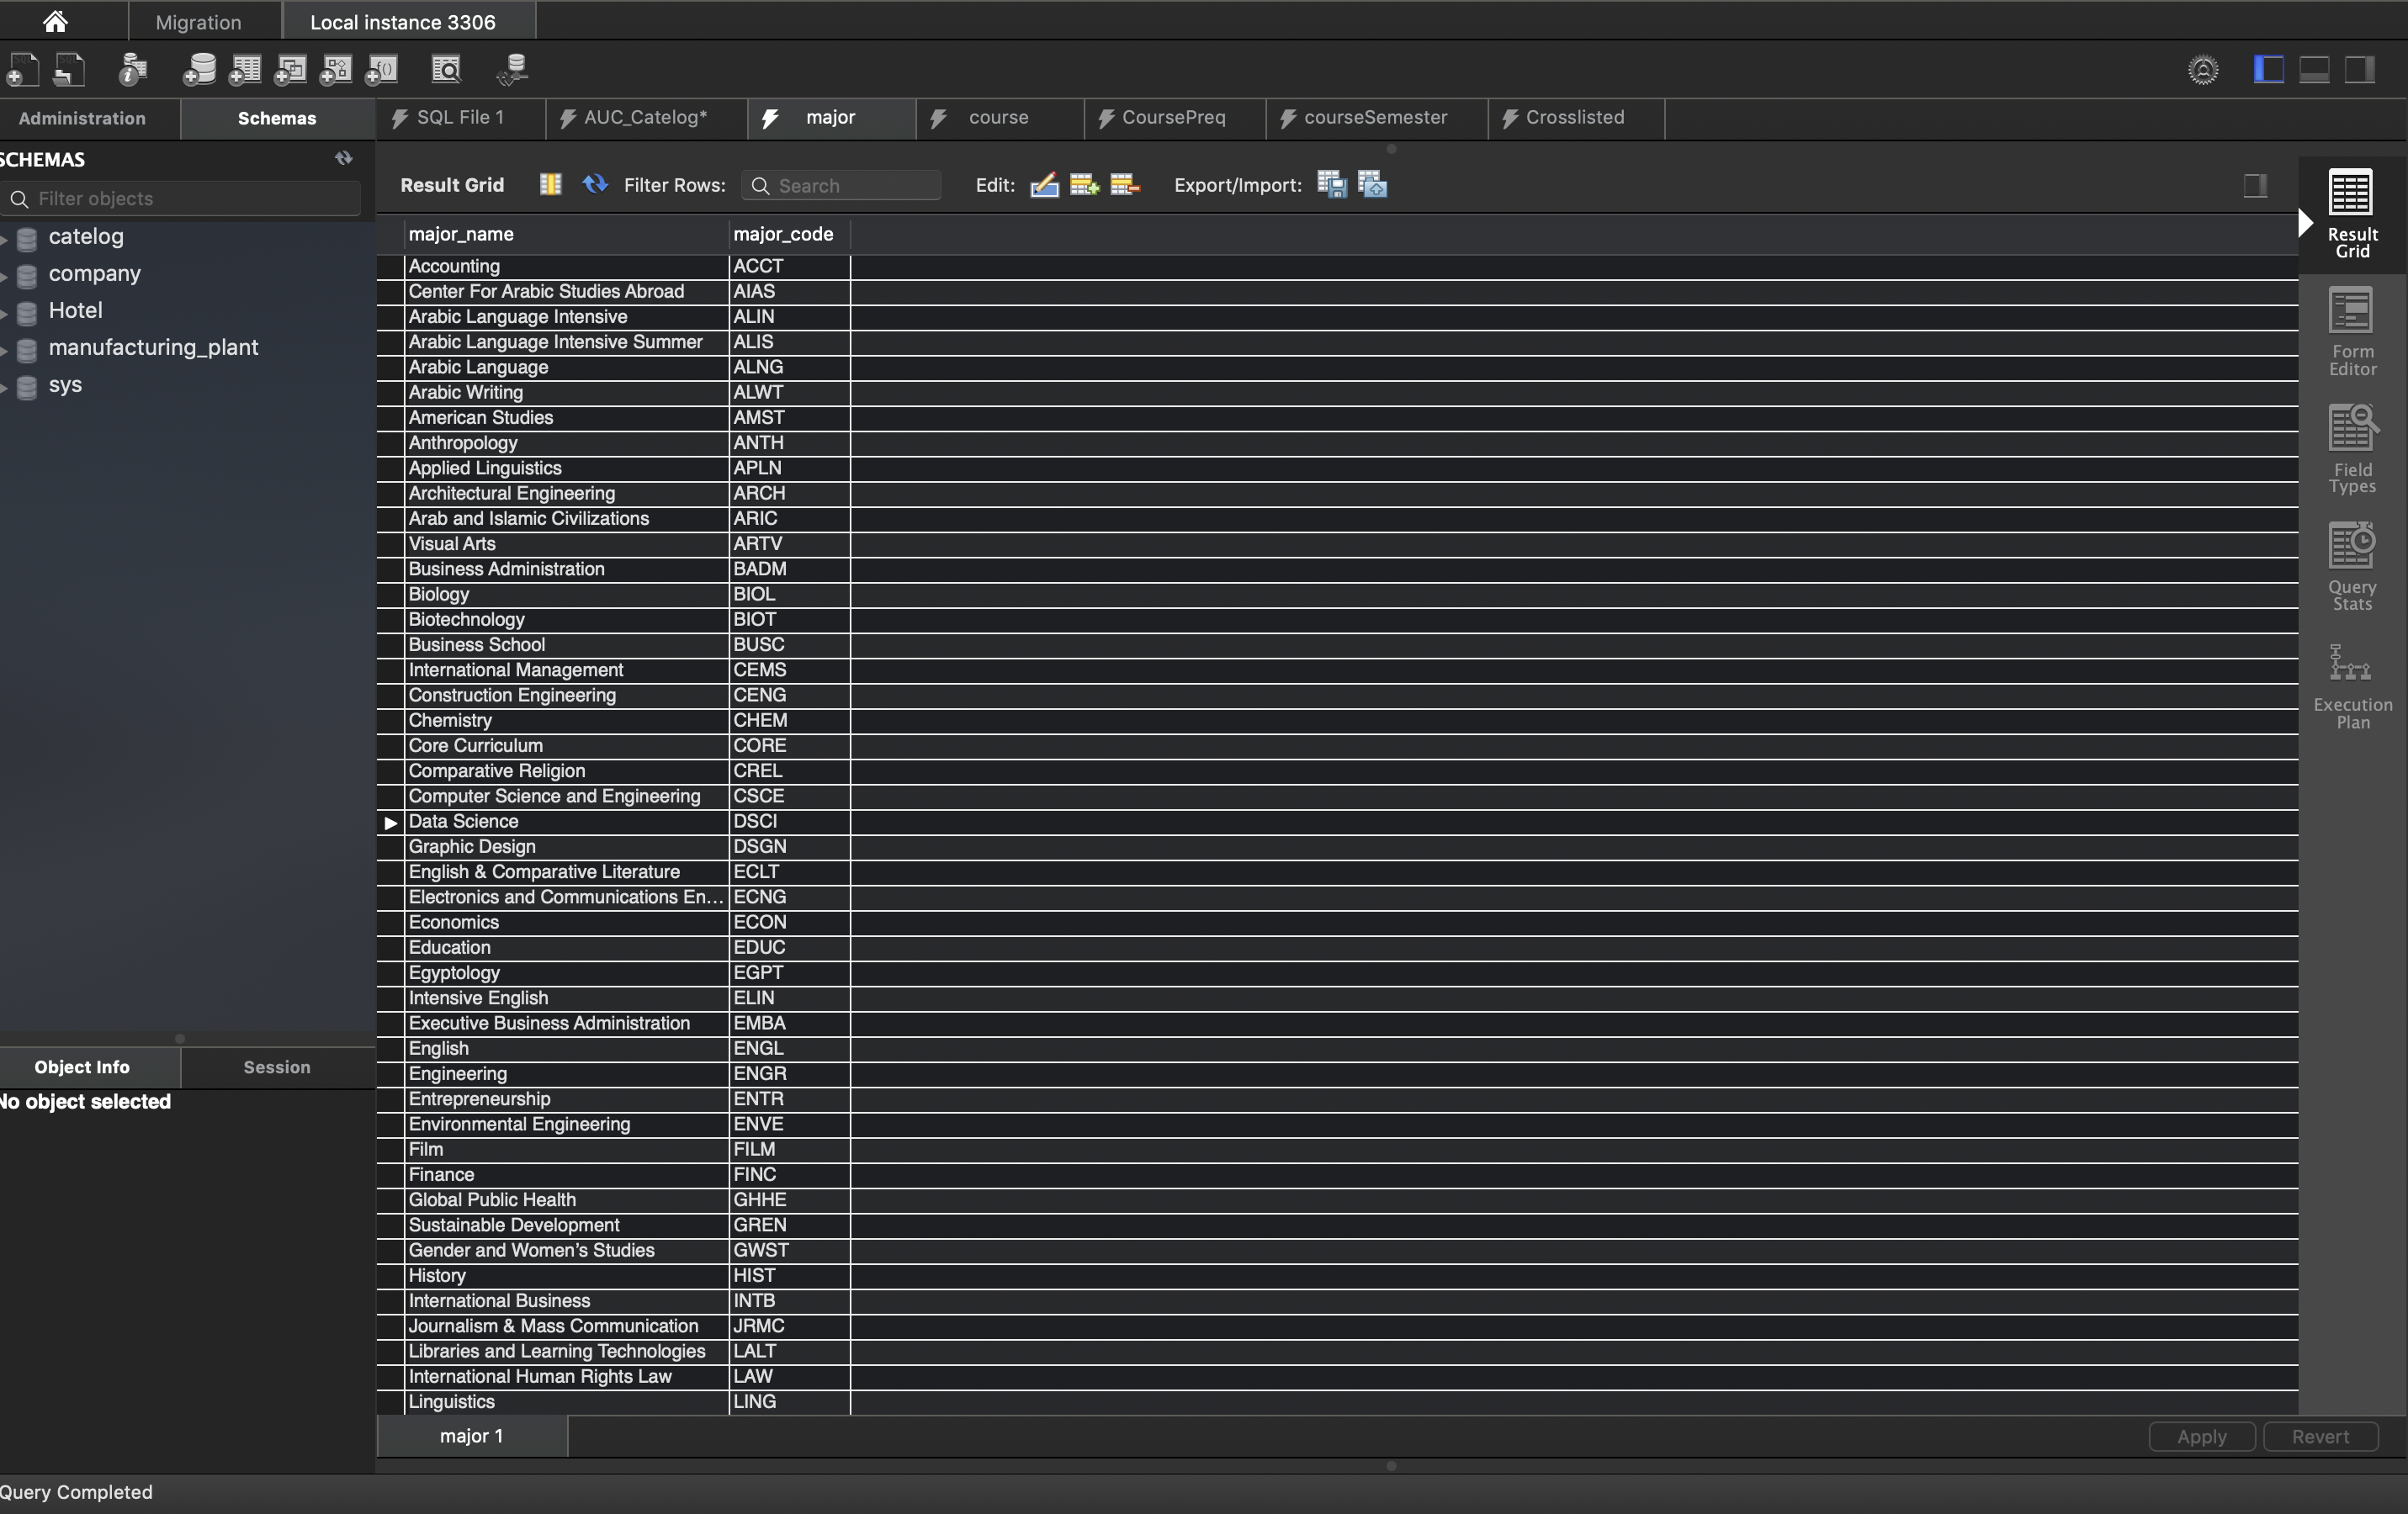 Migration
Local instance 3306
Administration
Schemas
SQL File 1
AUC_Catelog*
major
course
CoursePreq
courseSemester
Crosslisted
SCHEMAS
Filter objects
catelog
company
Hotel
manufacturing_plant
sys
Object Info
Session
No object selected
Result Grid
Filter Rows:
Search
Edit:
Export/Import:
major_name major_code
Accounting ACCT
Center For Arabic Studies Abroad AIAS
Arabic Language Intensive ALIN
Arabic Language Intensive Summer ALIS
Arabic Language ALNG
Arabic Writing ALWT
American Studies AMST
Anthropology ANTH
Applied Linguistics APLN
Architectural Engineering ARCH
Arab and Islamic Civilizations ARIC
Visual Arts ARTV
Business Administration BADM
Biology BIOL
Biotechnology BIOT
Business School BUSC
International Management CEMS
Construction Engineering CENG
Chemistry CHEM
Core Curriculum CORE
Comparative Religion CREL
Computer Science and Engineering CSCE
Data Science DSCI
Graphic Design DSGN
English & Comparative Literature ECLT
Electronics and Communications En... ECNG
Economics ECON
Education EDUC
Egyptology EGPT
Intensive English ELIN
Executive Business Administration EMBA
English ENGL
Engineering ENGR
Entrepreneurship ENTR
Environmental Engineering ENVE
Film FILM
Finance FINC
Global Public Health GHHE
Sustainable Development GREN
Gender and Women's Studies GWST
History HIST
International Business INTB
Journalism & Mass Communication JRMC
Libraries and Learning Technologies LALT
International Human Rights Law LAW
Linguistics LING
Result
Grid
Form
Editor
Field
Types
Query
Stats
Execution
Plan
major 1
Apply
Revert
Query Completed